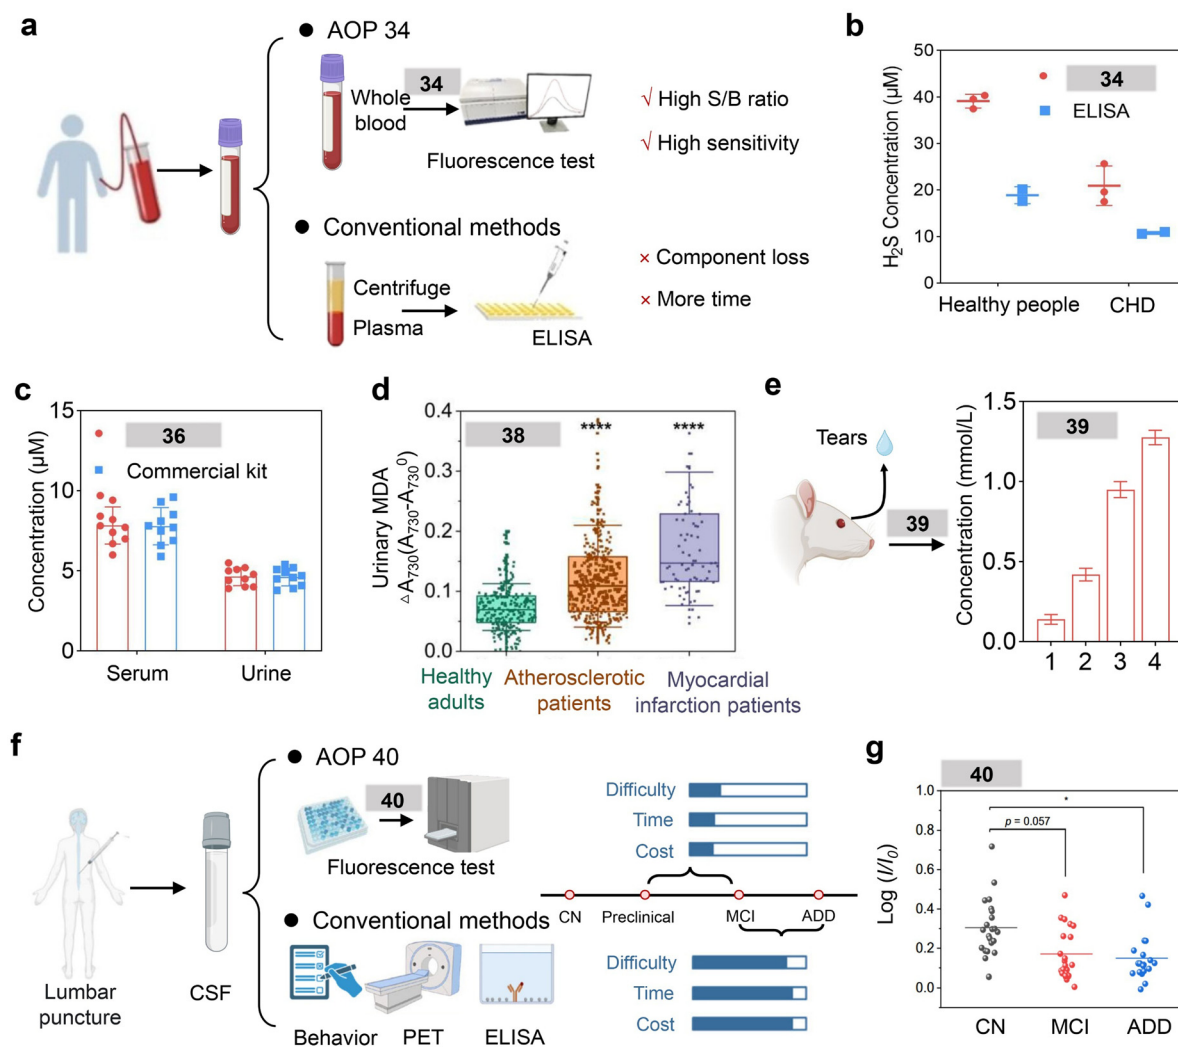 a
● AOP 34
Whole
blood
34
Fluorescence test
√ High S/B ratio
√ High sensitivity
● Conventional methods
Centrifuge
Plasma
ELISA
× Component loss
× More time
b
H₂S Concentration (μM)
50
40
30
20
10
0
34
ELISA
Healthy people
CHD
c
Concentration (μM)
15
10
5
0
36
Commercial kit
Serum
Urine
d
Urinary MDA
△ A₇₃₀(A₇₃₀-A₇₃₀⁰)
0.4
0.3
0.2
0.1
0.0
38
****
****
Healthy
adults
Atherosclerotic
patients
Myocardial
infarction patients
e
Tears
39
Concentration (mmol/L)
1.5
1.0
0.5
0.0
39
1 2 3 4
f
Lumbar
puncture
CSF
● AOP 40
40
Fluorescence test
● Conventional methods
Behavior
PET
ELISA
Difficulty
Time
Cost
CN
Preclinical
MCI
ADD
Difficulty
Time
Cost
g
40
Log (I/I₀)
1.0
0.8
0.6
0.4
0.2
0.0
p = 0.057
*
CN
MCI
ADD